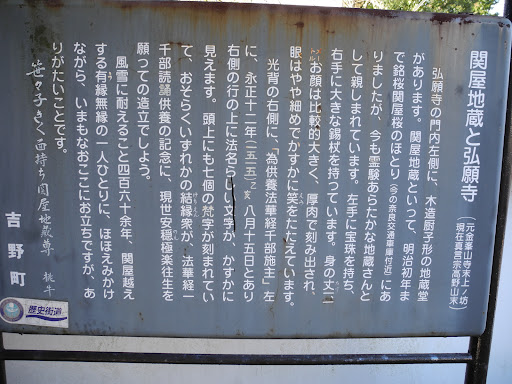 関屋地蔵と弘願寺
(元金峯山寺末上ノ坊
現在真言宗高野山末)
弘願寺の門内左側に、木造厨子形の地蔵堂
があります。関屋地蔵といって、明治初年ま
で銘桜関屋桜のほとり(今の奈良交通車庫付近)にあ
りましたが、今も霊験あらたかな地蔵さんと
して親しまれています。左手に宝珠を持ち、
右手に大きな錫杖を持っています。身の丈
お顔は比較的大きく、厚肉で刻み出され、
眼はやや細めでかすかに笑をたたえています。
光背の右側に、「為供養法華経千部施主」左
に、永正十二年(一五一五)乙亥八月十五日とあり
右側の行の上に法名らしい文字が、かすかに
見えます。頭上にも七個の梵字が刻まれてい
て、おそらくいずれかの結縁衆が、法華経一
千部読誦供養の記念に、現世安穏極楽往生を
願っての造立でしょう。
風雪に耐えること四百六十余年、関屋越え
する有縁無縁の一人ひとりに、ほほえみかけ
ながら、いまもなおここにお立ちですが、あ
りがたいことです。
笹子きく面持ち関屋地蔵尊 桃斗
吉野町
歴史街道